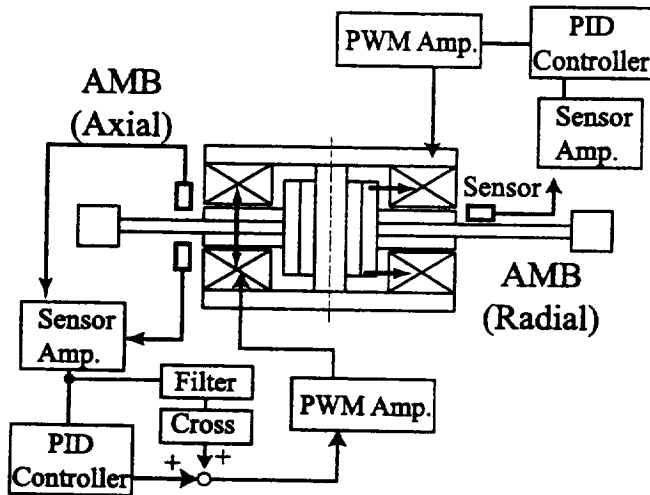 PWM Amp.
PID
Controller
Sensor
Amp.
AMB
(Axial)
Sensor
AMB
(Radial)
Sensor
Amp.
Filter
Cross
PWM Amp.
PID
Controller
+
+